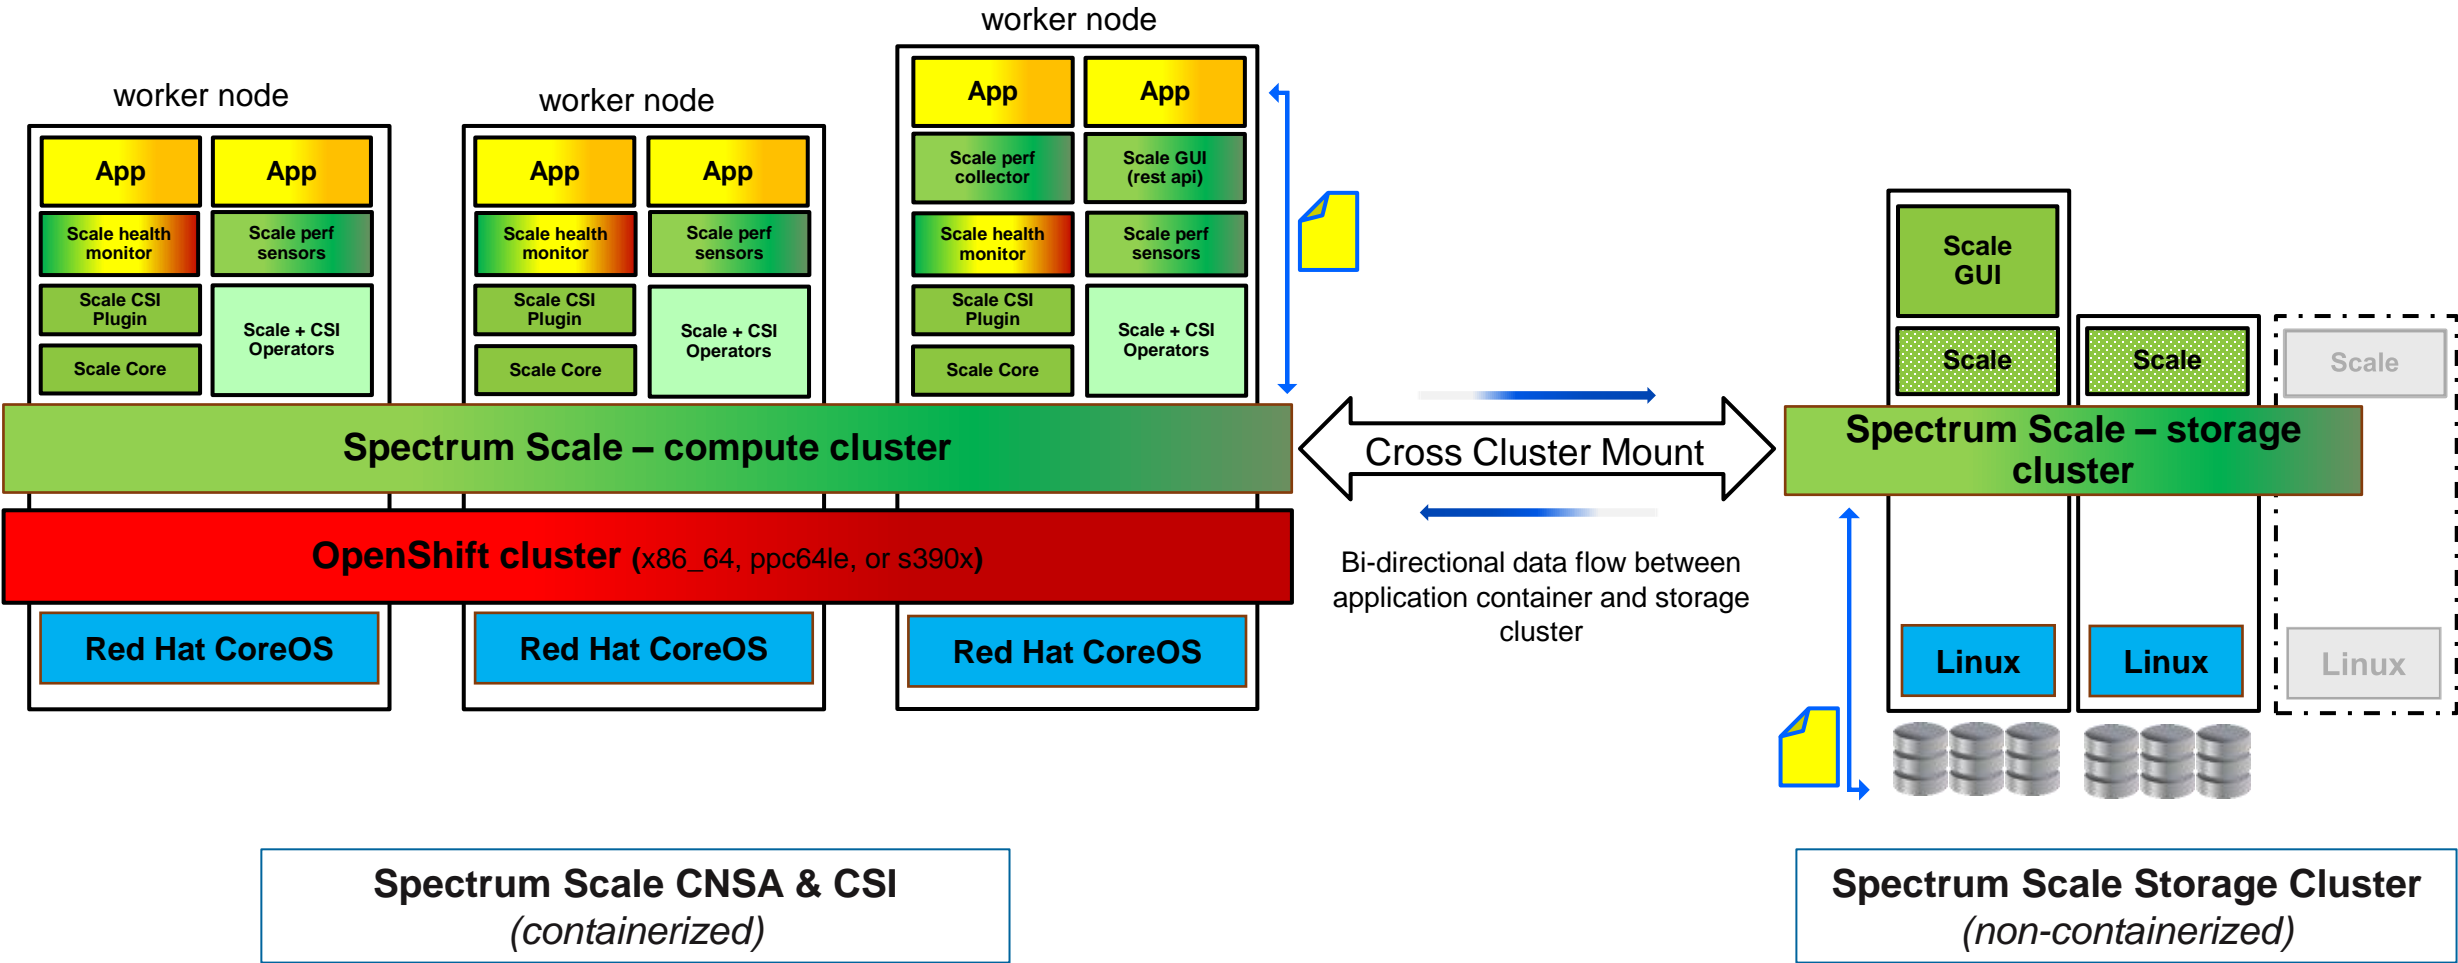 worker node
App
App
Scale health
monitor
Scale perf
sensors
Scale CSI
Plugin
Scale + CSI
Operators
Scale Core
worker node
App
App
Scale health
monitor
Scale perf
sensors
Scale CSI
Plugin
Scale + CSI
Operators
Scale Core
worker node
App
App
Scale perf
collector
Scale GUI
(rest api)
Scale health
monitor
Scale perf
sensors
Scale CSI
Plugin
Scale + CSI
Operators
Scale Core
Spectrum Scale – compute cluster
OpenShift cluster (x86_64, ppc64le, or s390x)
Red Hat CoreOS
Red Hat CoreOS
Red Hat CoreOS
Cross Cluster Mount
Bi-directional data flow between
application container and storage
cluster
Scale
GUI
Scale
Scale
Scale
Spectrum Scale – storage
cluster
Linux
Linux
Linux
Spectrum Scale CNSA & CSI
(containerized)
Spectrum Scale Storage Cluster
(non-containerized)